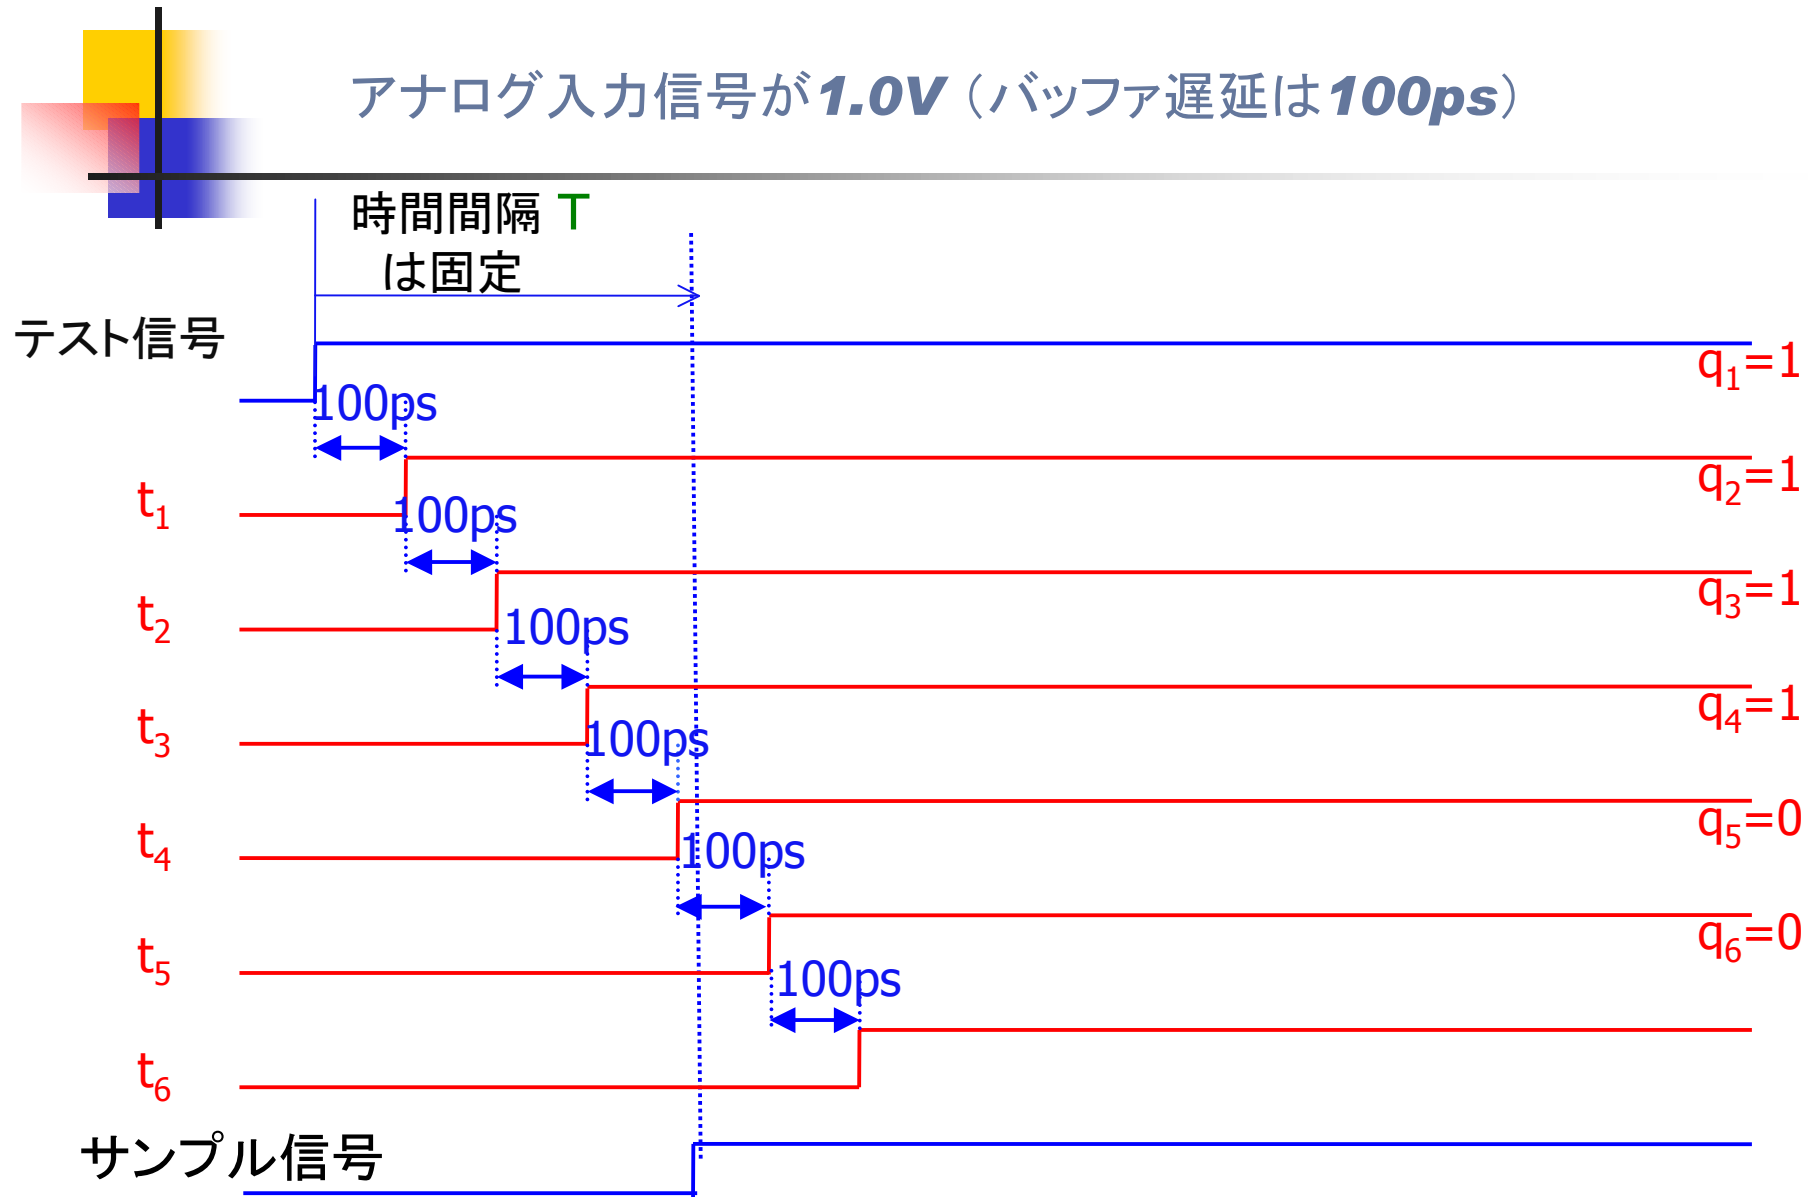 アナログ入力信号が1.0V（バッファ遅延は100ps）
時間間隔 T
は固定
テスト信号
q1=1
100ps
q2=1
t1
100ps
q3=1
t2
100ps
q4=1
t3
100ps
q5=0
t4
100ps
q6=0
t5
100ps
t6
サンプル信号